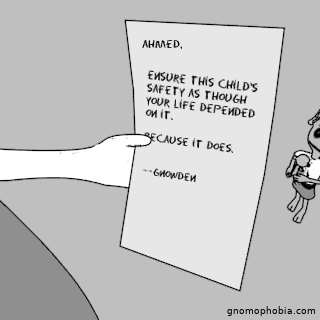 AHMED,
ENSURE THIS CHILD'S
SAFETY AS THOUGH
YOUR LIFE DEPENDED
ON IT.
BECAUSE IT DOES.
--GNOWDEN
gnomophobia.com